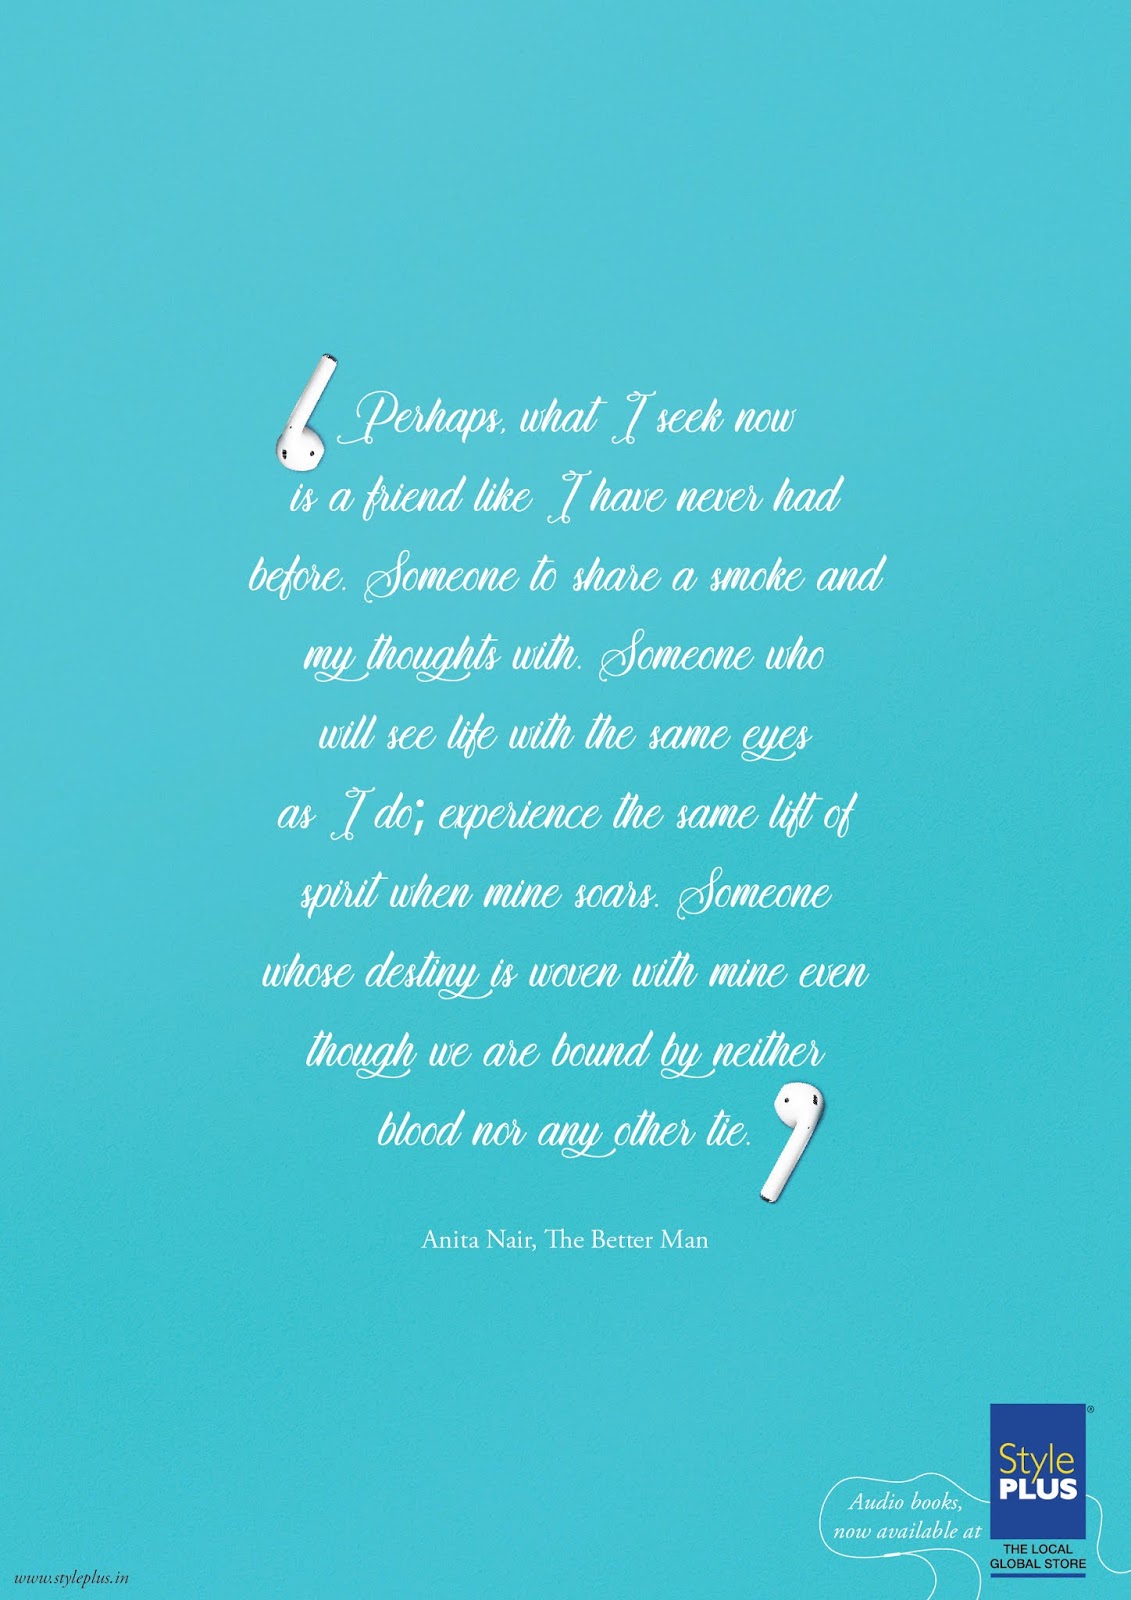 Perhaps, what I seek now
is a friend like I have never had
before. Someone to share a smoke and
my thoughts with. Someone who
will see life with the same eyes
as I do; experience the same lift of
spirit when mine soars. Someone
whose destiny is woven with mine even
though we are bound by neither
blood nor any other tie.
Anita Nair, The Better Man
Style
PLUS
®
Audio books,
now available at
THE LOCAL
GLOBAL STORE
www.styleplus.in